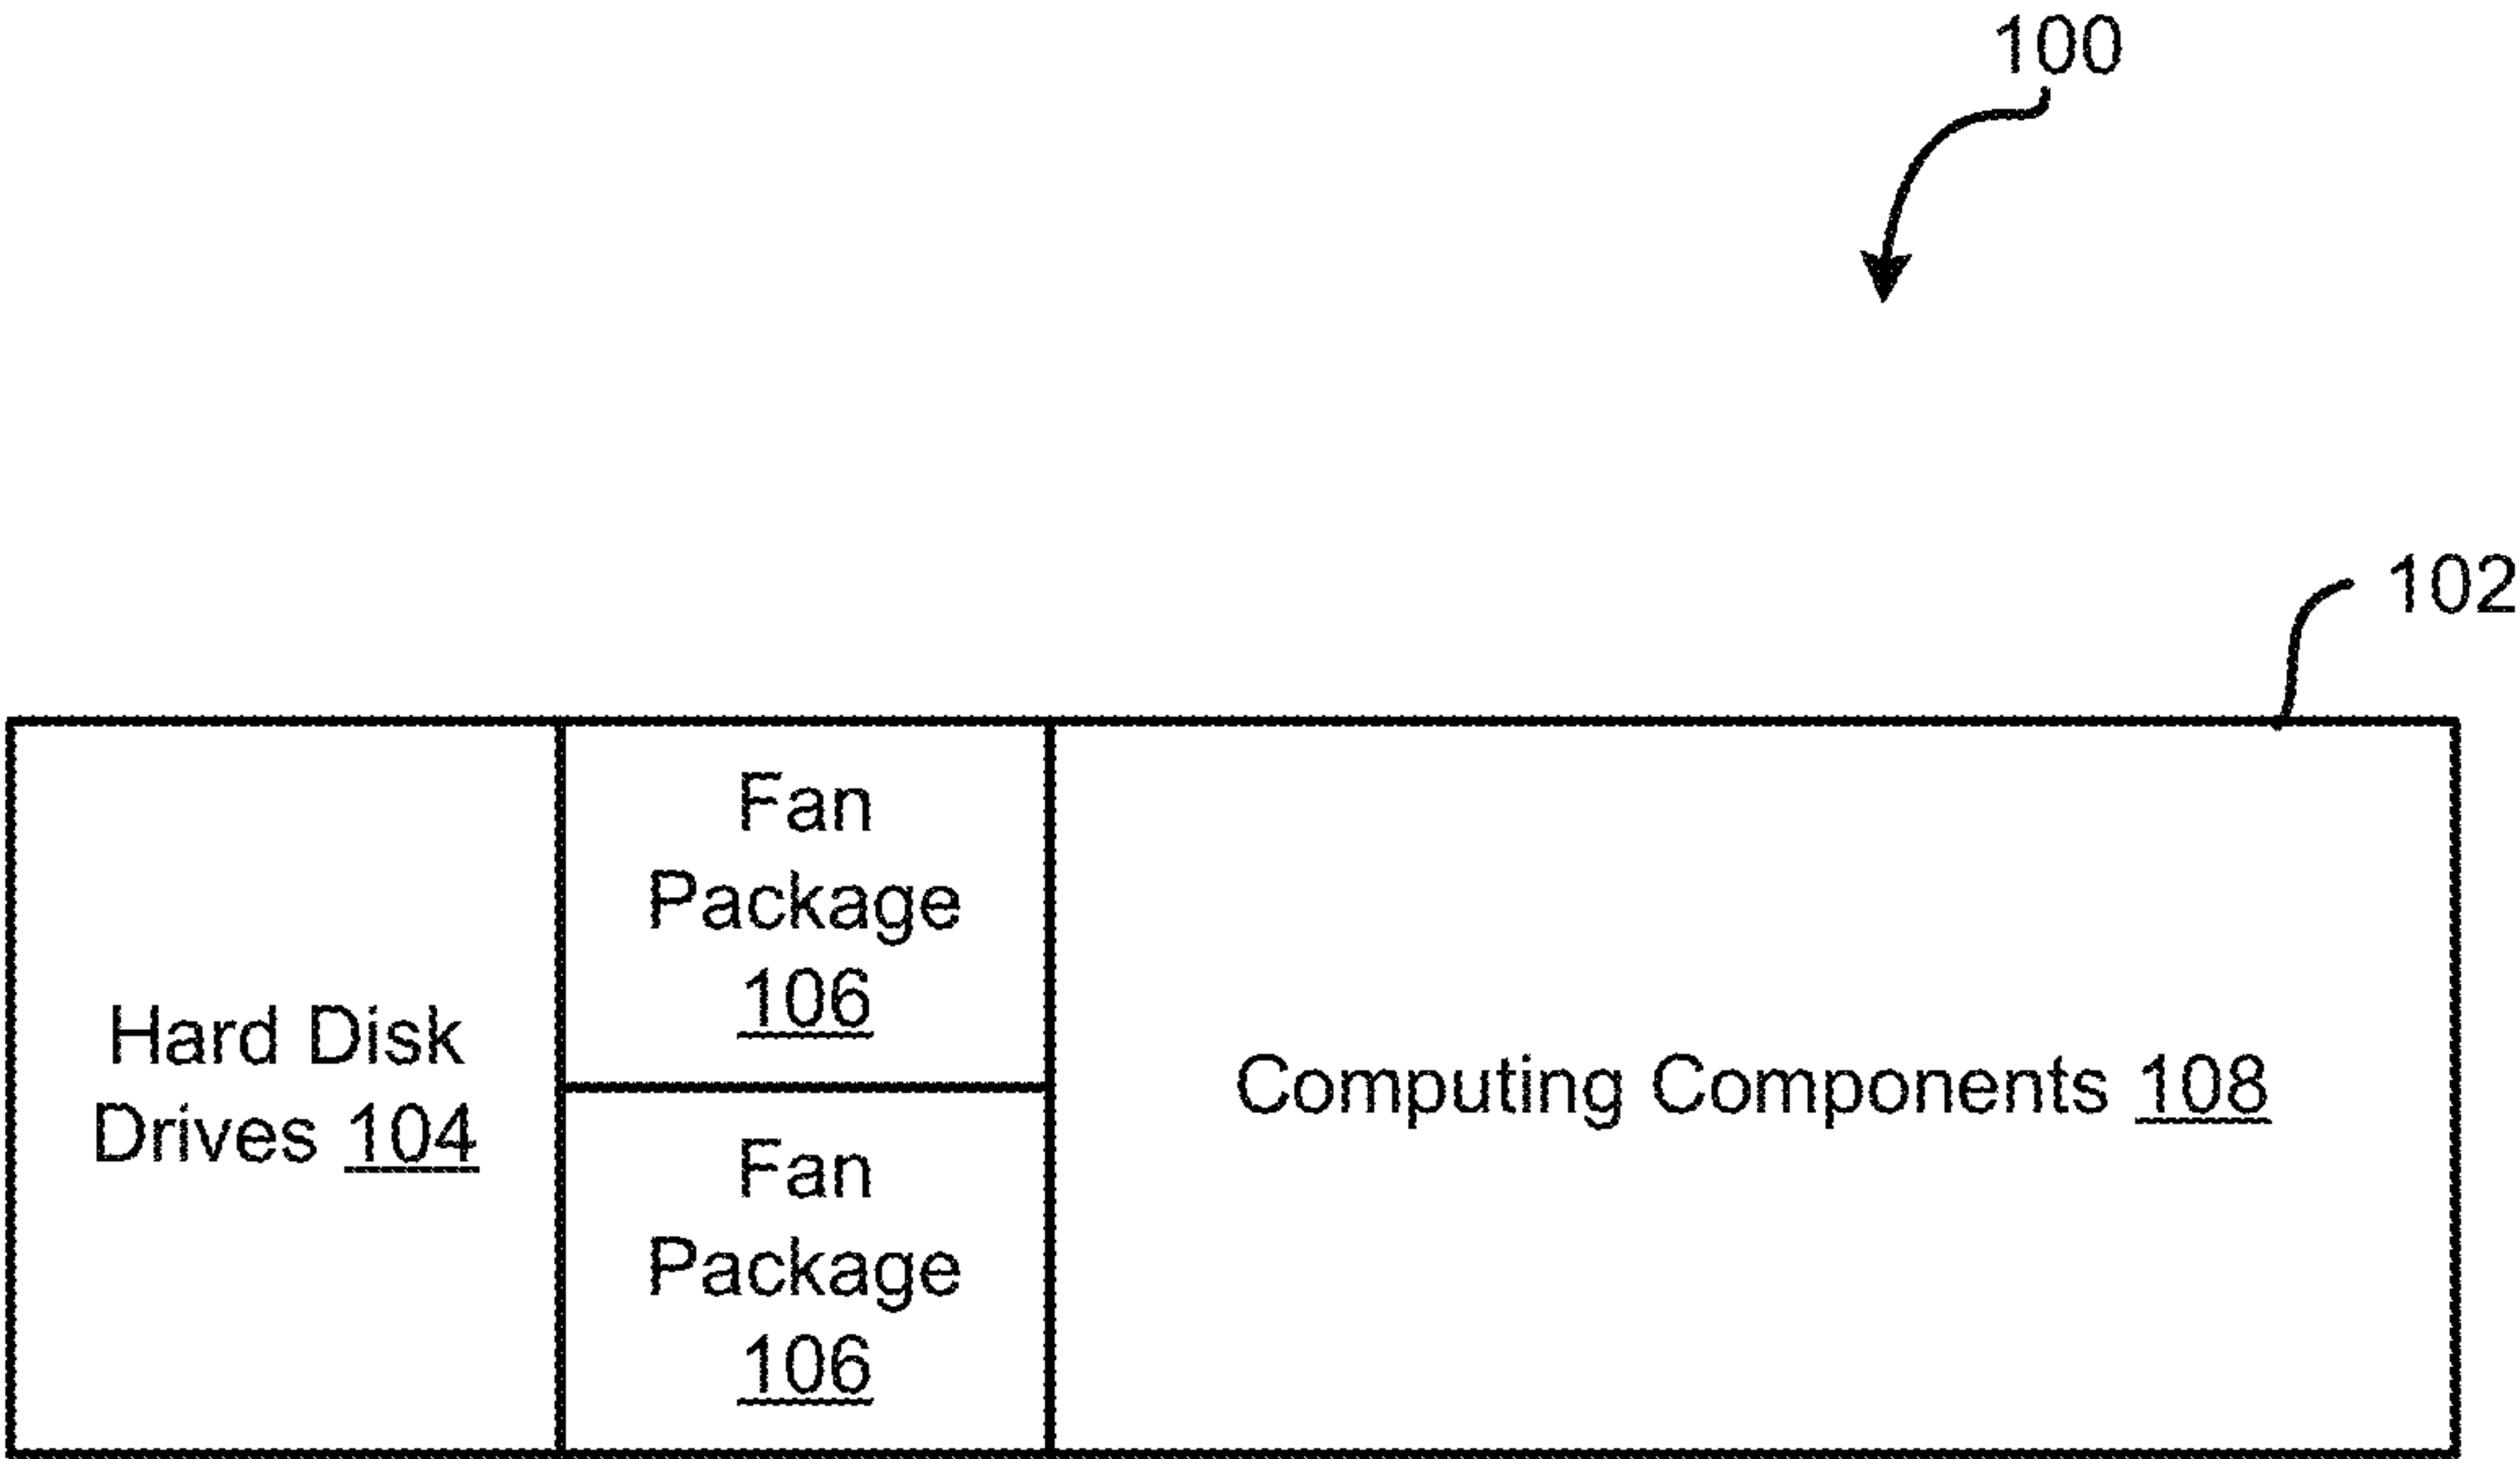 100
102
Fan
Package
106
Hard Disk
Drives 104
Computing Components 108
Fan
Package
106